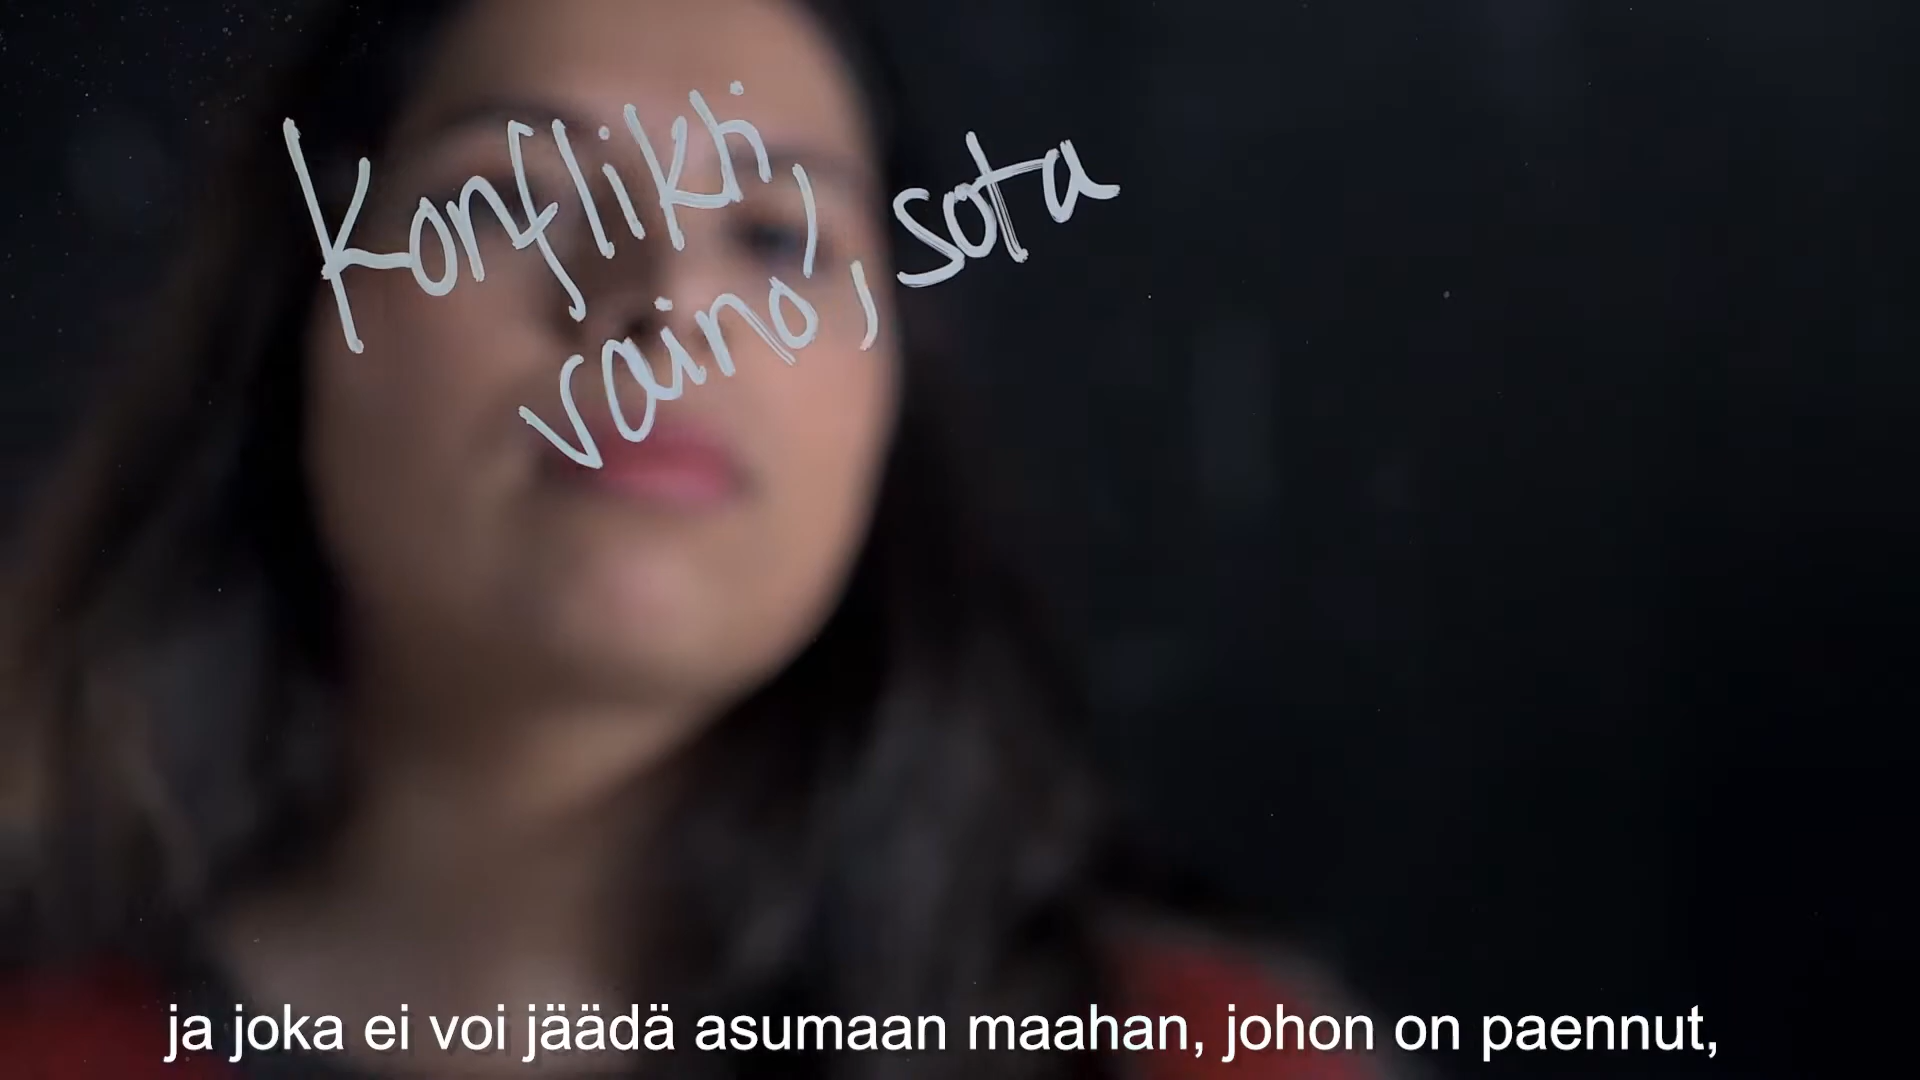 Konflikti,
vaino, sota
ja joka ei voi jäädä asumaan maahan, johon on paennut,